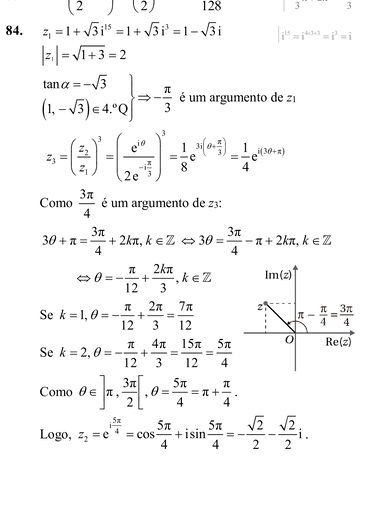 (2) (2) 128 3 3
84. z₁ = 1 + √3 i¹⁵ = 1 + √3 i³ = 1 − √3 i
i¹⁵ = i⁴ˣ³⁺³ = i³ = i
|z₁| = √(1+3) = 2
tan α = −√3
(1, −√3) ∈ 4.º Q } ⇒ −π/3 é um argumento de z₁
z₃ = (z₂/z₁)³ = (e^(iθ) / 2e^(−iπ/3))³ = 1/8 e^(3i(θ+π/3)) = 1/4 e^(i(3θ+π))
Como 3π/4 é um argumento de z₃:
3θ + π = 3π/4 + 2kπ, k ∈ ℤ ⇔ 3θ = 3π/4 − π + 2kπ, k ∈ ℤ
⇔ θ = −π/12 + 2kπ/3, k ∈ ℤ
Se k = 1, θ = −π/12 + 2π/3 = 7π/12
Se k = 2, θ = −π/12 + 4π/3 = 15π/12 = 5π/4
Como θ ∈ ]π, 3π/2[, θ = 5π/4 = π + π/4.
Logo, z₂ = e^(i5π/4) = cos 5π/4 + i sin 5π/4 = −√2/2 − √2/2 i.
Im(z)
z
π − π/4 = 3π/4
O Re(z)